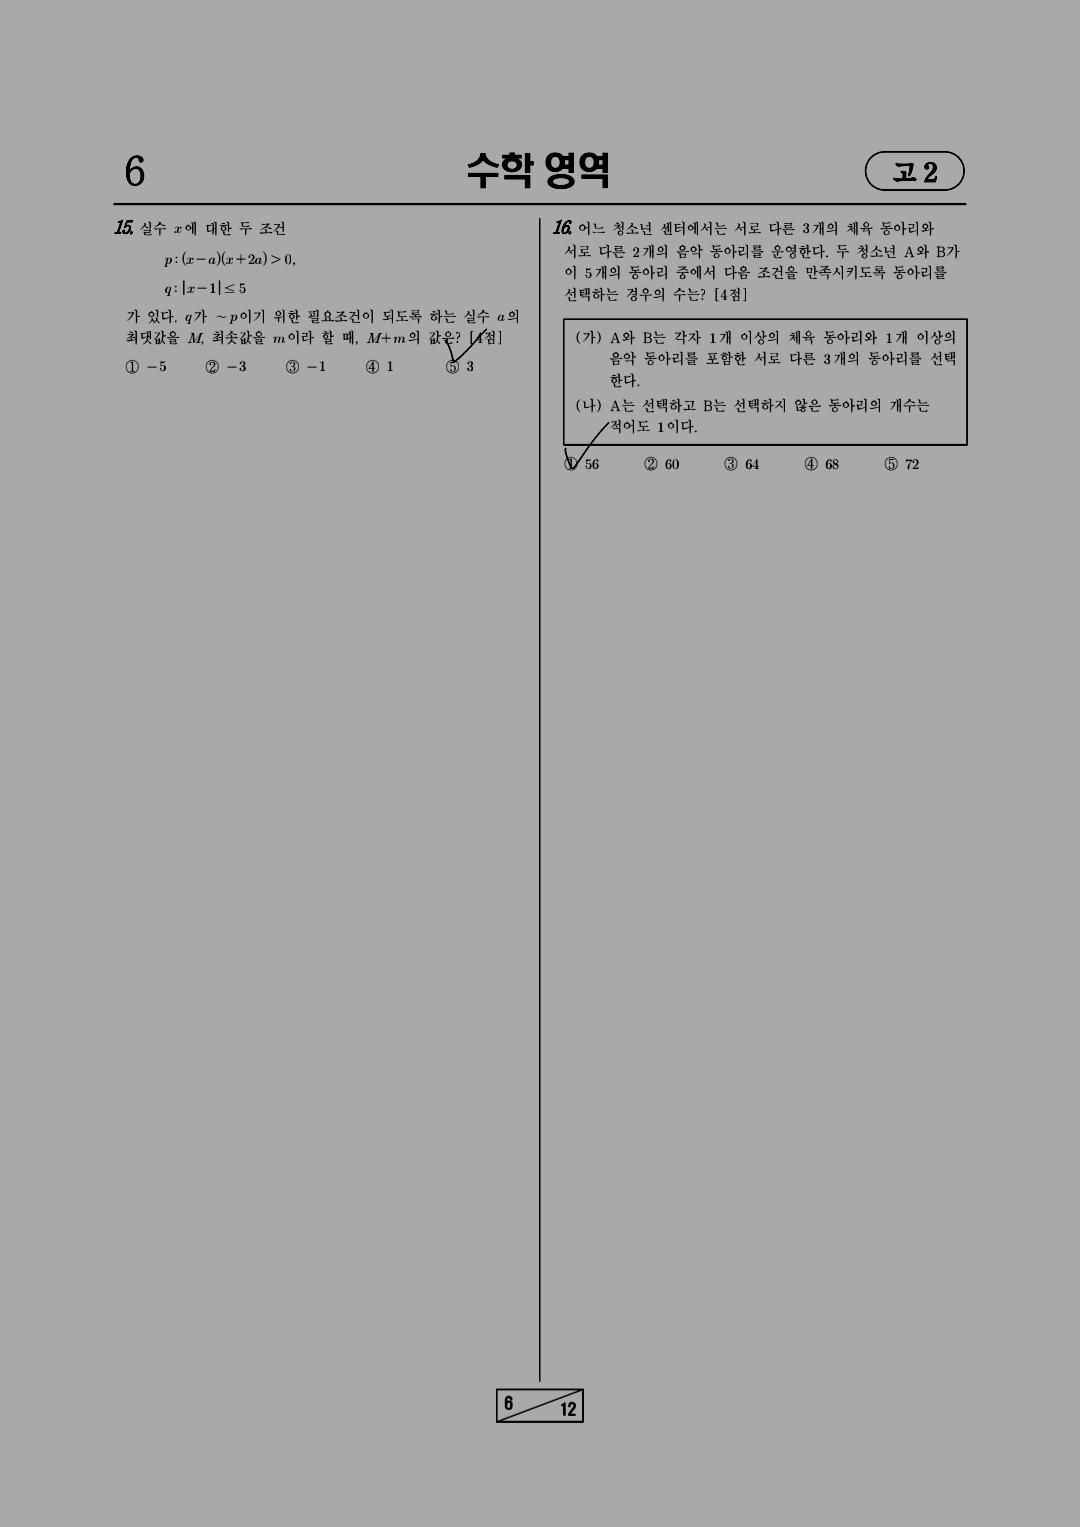 6
수학 영역
고 2
15. 실수 x에 대한 두 조건
p : (x-a)(x+2a) > 0,
q : |x-1| ≤ 5
가 있다. q가 ~p이기 위한 필요조건이 되도록 하는 실수 a의
최댓값을 M, 최솟값을 m이라 할 때, M+m의 값은? [4점]
① -5 ② -3 ③ -1 ④ 1 ⑤ 3
16. 어느 청소년 센터에서는 서로 다른 3개의 체육 동아리와
서로 다른 2개의 음악 동아리를 운영한다. 두 청소년 A와 B가
이 5개의 동아리 중에서 다음 조건을 만족시키도록 동아리를
선택하는 경우의 수는? [4점]
(가) A와 B는 각자 1개 이상의 체육 동아리와 1개 이상의
음악 동아리를 포함한 서로 다른 3개의 동아리를 선택
한다.
(나) A는 선택하고 B는 선택하지 않은 동아리의 개수는
적어도 1이다.
① 56 ② 60 ③ 64 ④ 68 ⑤ 72
6
12